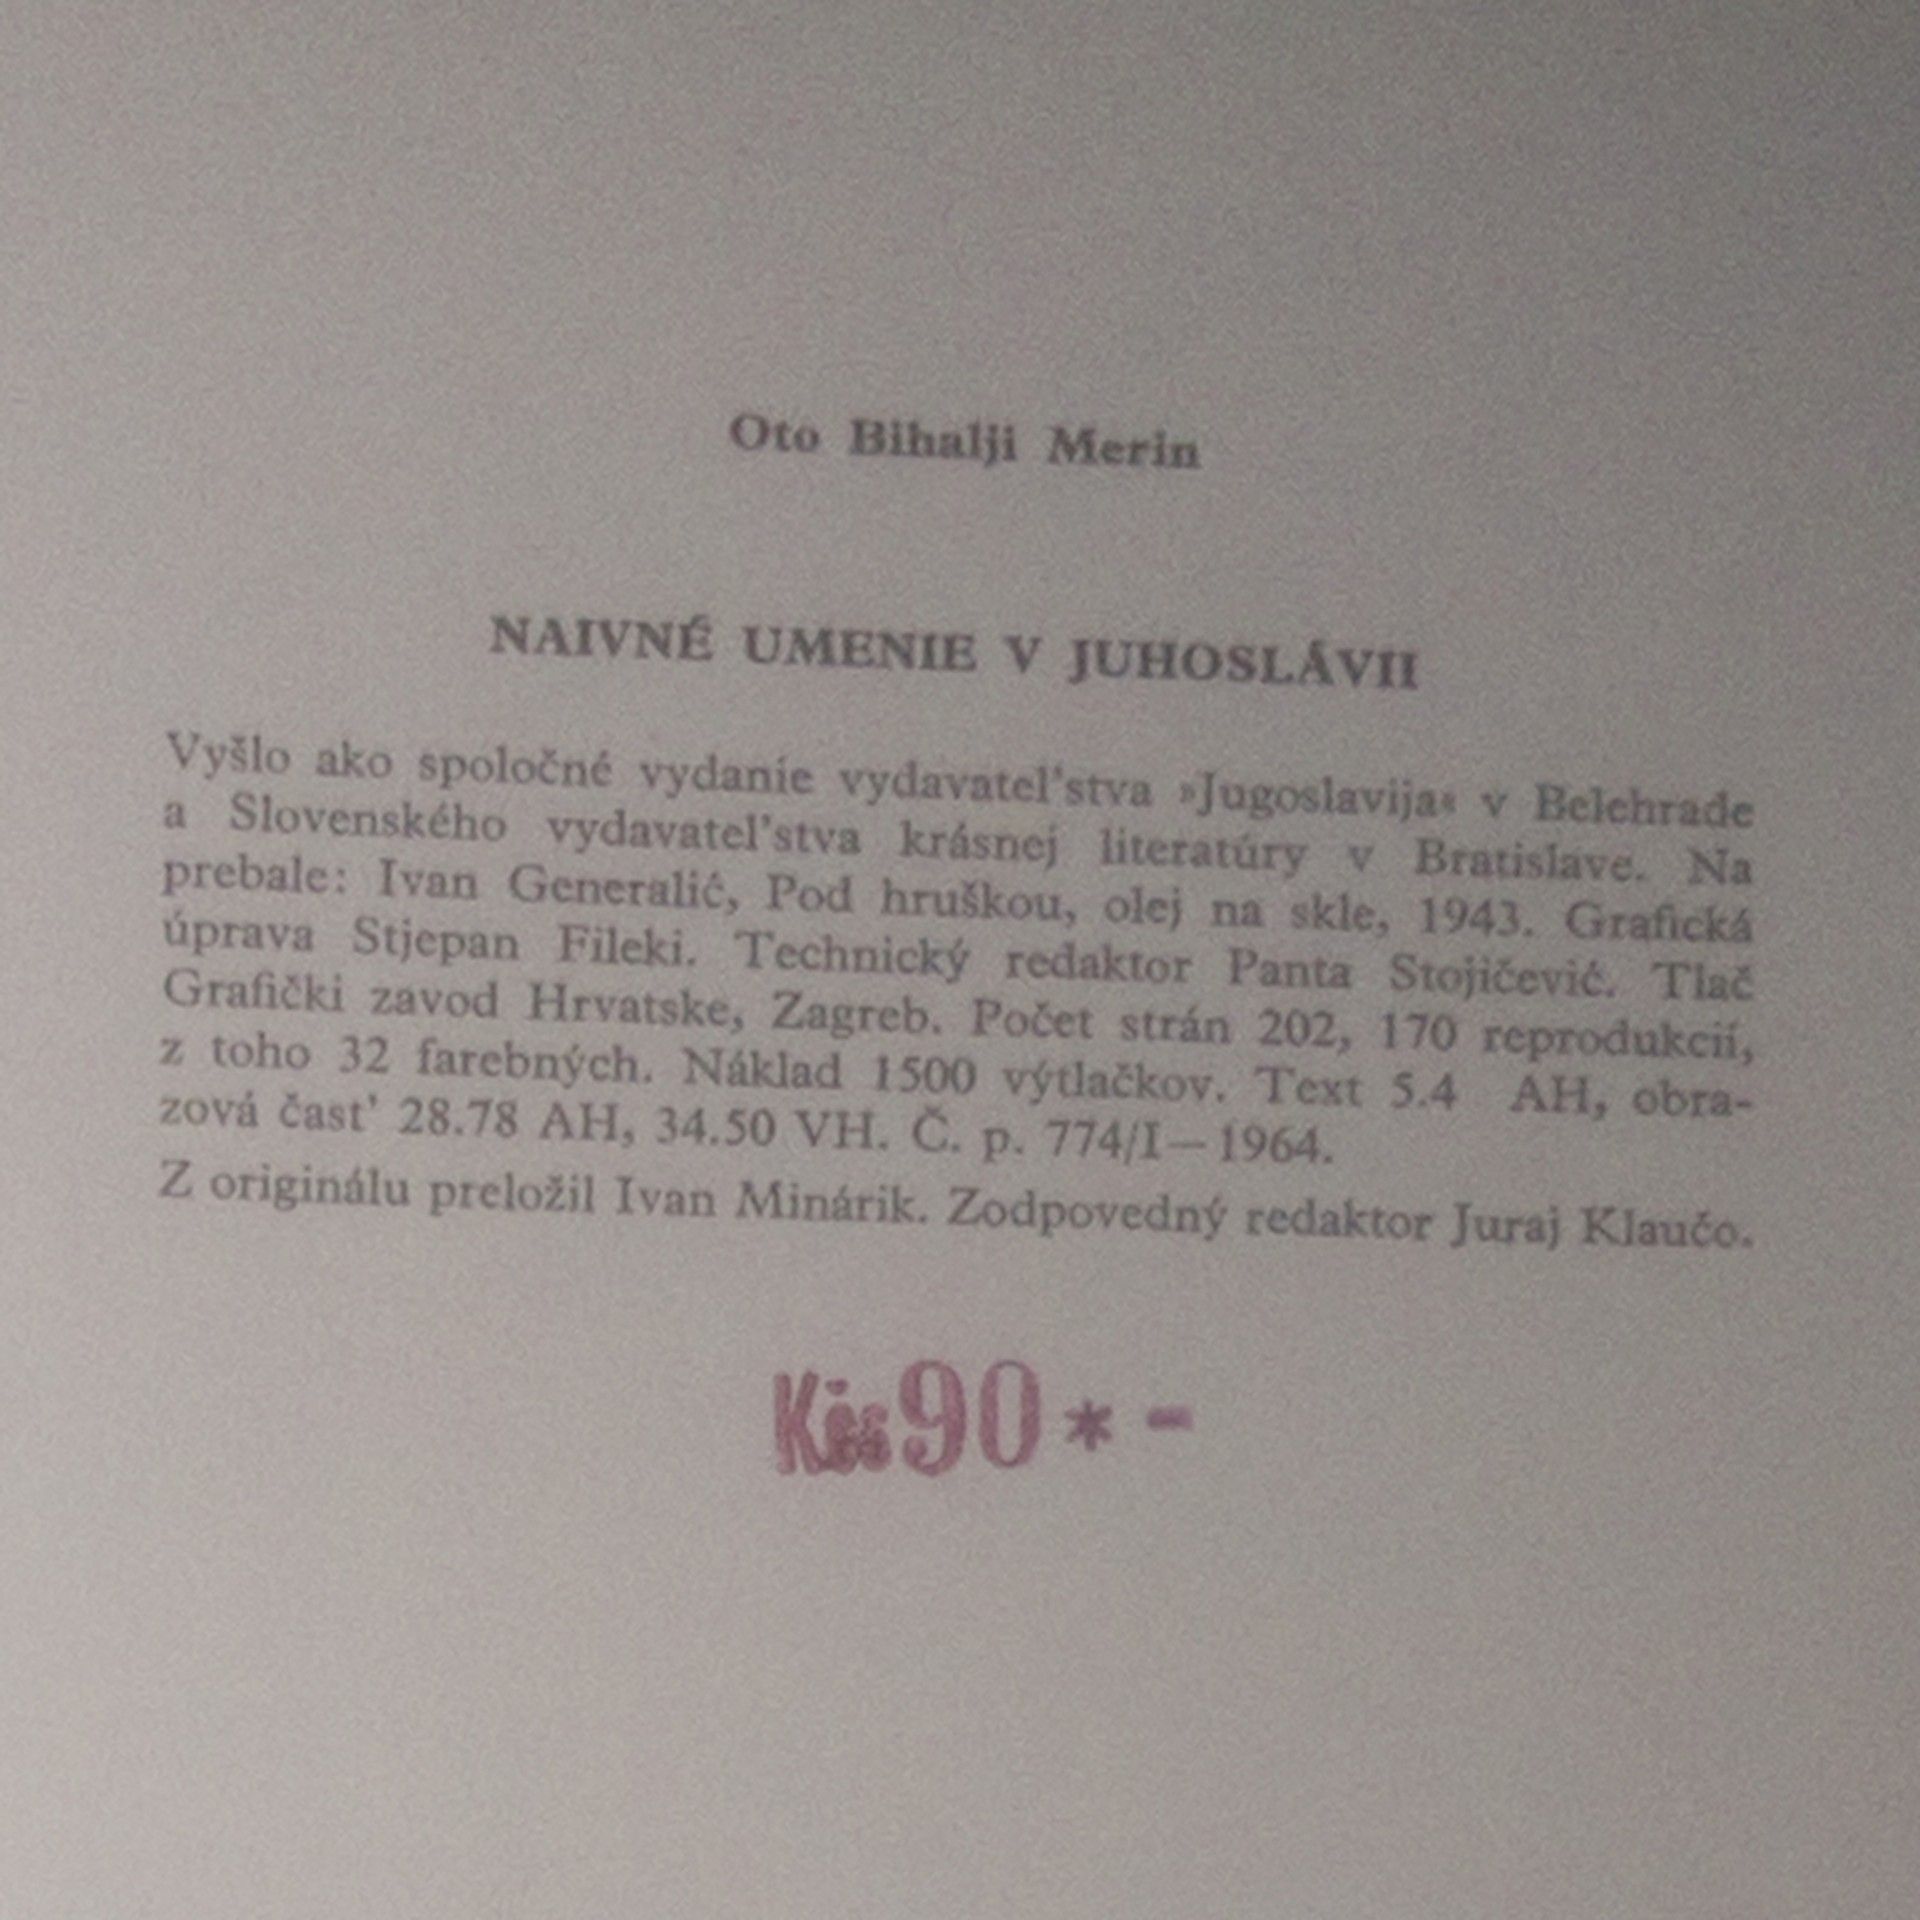 Oto Bihalji Merin
NAIVNÉ UMENIE V JUHOSLÁVII
Vyšlo ako spoločné vydanie vydavateľstva »Jugoslavija« v Belehrade
a Slovenského vydavateľstva krásnej literatúry v Bratislave. Na
prebale: Ivan Generalić, Pod hruškou, olej na skle, 1943. Grafická
úprava Stjepan Fileki. Technický redaktor Panta Stojičević. Tlač
Grafički zavod Hrvatske, Zagreb. Počet strán 202, 170 reprodukcií,
z toho 32 farebných. Náklad 1500 výtlačkov. Text 5.4 AH, obra-
zová časť 28.78 AH, 34.50 VH. Č. p. 774/I—1964.
Z originálu preložil Ivan Minárik. Zodpovedný redaktor Juraj Klaučo.
Kčs 90 * -